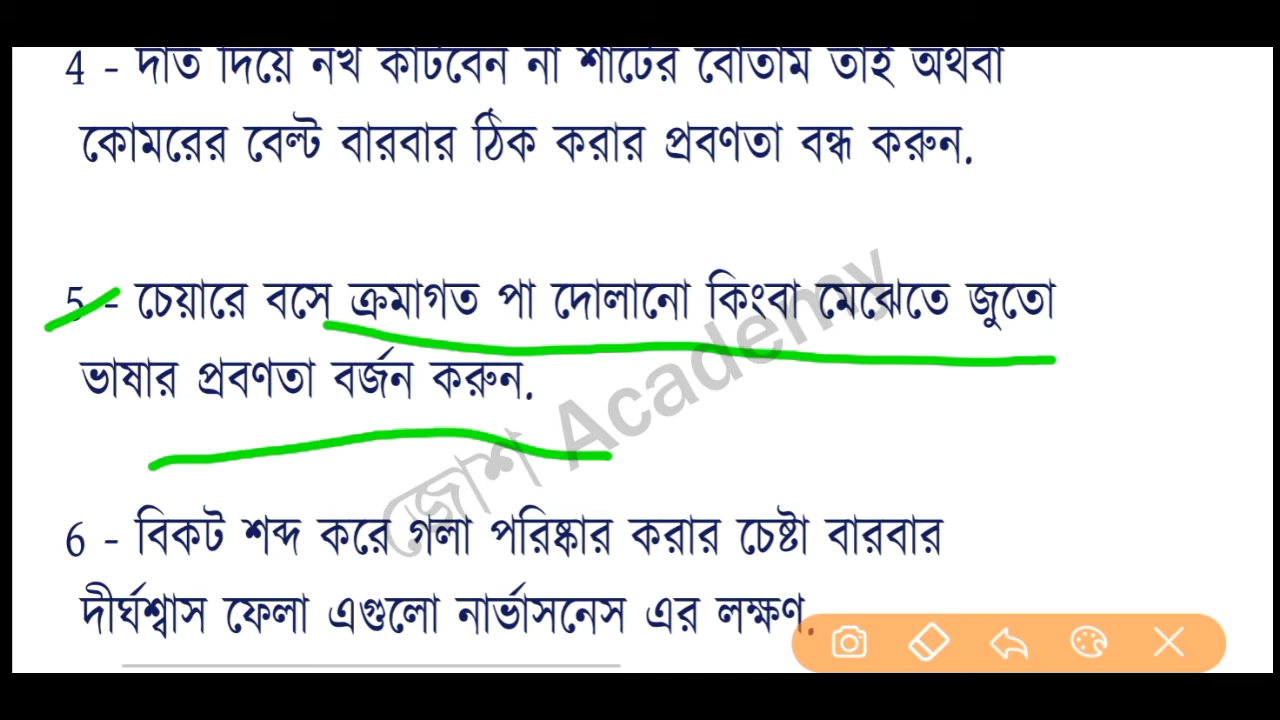 4 - দাঁত দিয়ে নখ কাটবেন না শার্টের বোতাম তাই অথবা
কোমরের বেল্ট বারবার ঠিক করার প্রবণতা বন্ধ করুন.
5 - চেয়ারে বসে ক্রমাগত পা দোলানো কিংবা মেঝেতে জুতো
ভাষার প্রবণতা বর্জন করুন.
জোশ Academy
6 - বিকট শব্দ করে গলা পরিষ্কার করার চেষ্টা বারবার
দীর্ঘশ্বাস ফেলা এগুলো নার্ভাসনেস এর লক্ষণ.